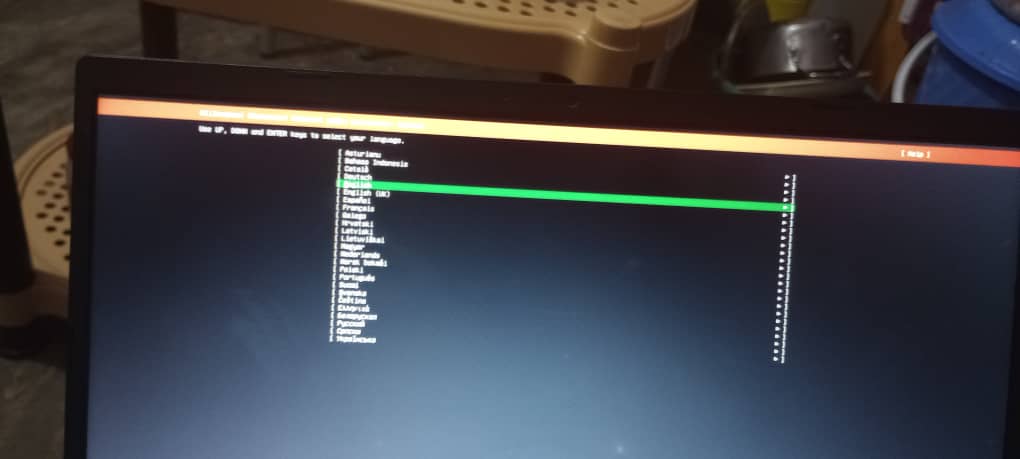 [ Help ]
Use UP, DOWN and ENTER keys to select your language.
[ Asturianu ▸ ]
[ Bahasa Indonesia ▸ ]
[ Català ▸ ]
[ Deutsch ▸ ]
[ English ▸ ]
[ English (UK) ▸ ]
[ Español ▸ ]
[ Français ▸ ]
[ Galego ▸ ]
[ Hrvatski ▸ ]
[ Latviski ▸ ]
[ Lietuviškai ▸ ]
[ Magyar ▸ ]
[ Nederlands ▸ ]
[ Norsk bokmål ▸ ]
[ Polski ▸ ]
[ Português ▸ ]
[ Suomi ▸ ]
[ Svenska ▸ ]
[ Čeština ▸ ]
[ Ελληνικά ▸ ]
[ Беларуская ▸ ]
[ Русский ▸ ]
[ Српски ▸ ]
[ Українська ▸ ]